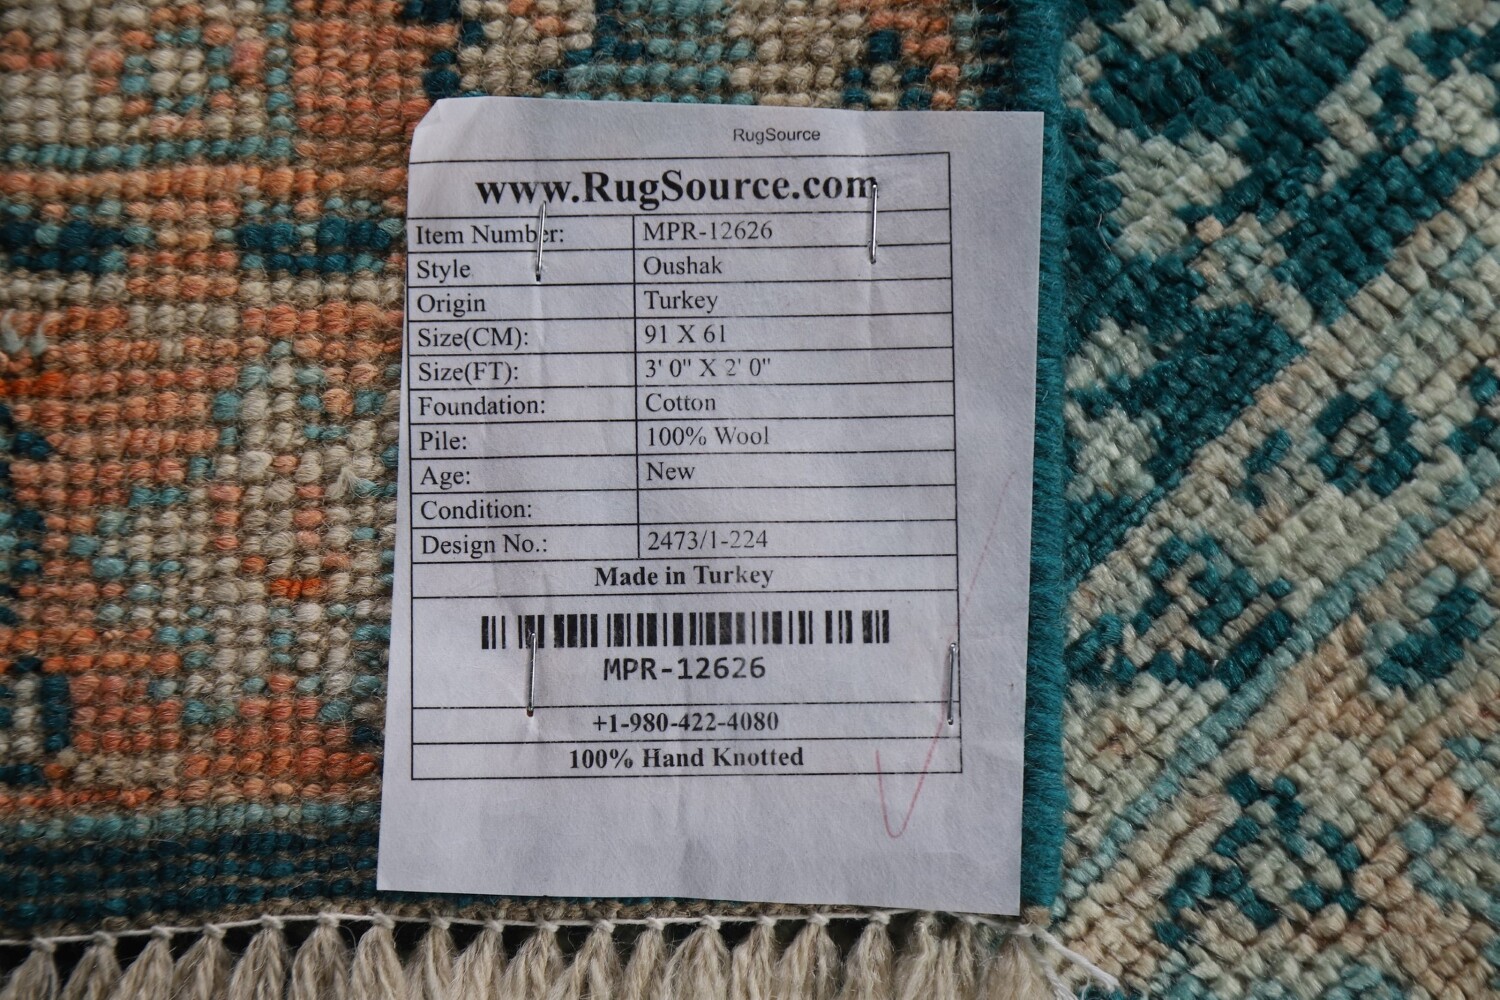 RugSource
www.RugSource.com
Item Number: MPR-12626
Style Oushak
Origin Turkey
Size(CM): 91 X 61
Size(FT): 3' 0" X 2' 0"
Foundation: Cotton
Pile: 100% Wool
Age: New
Condition:
Design No.: 2473/1-224
Made in Turkey
MPR-12626
+1-980-422-4080
100% Hand Knotted